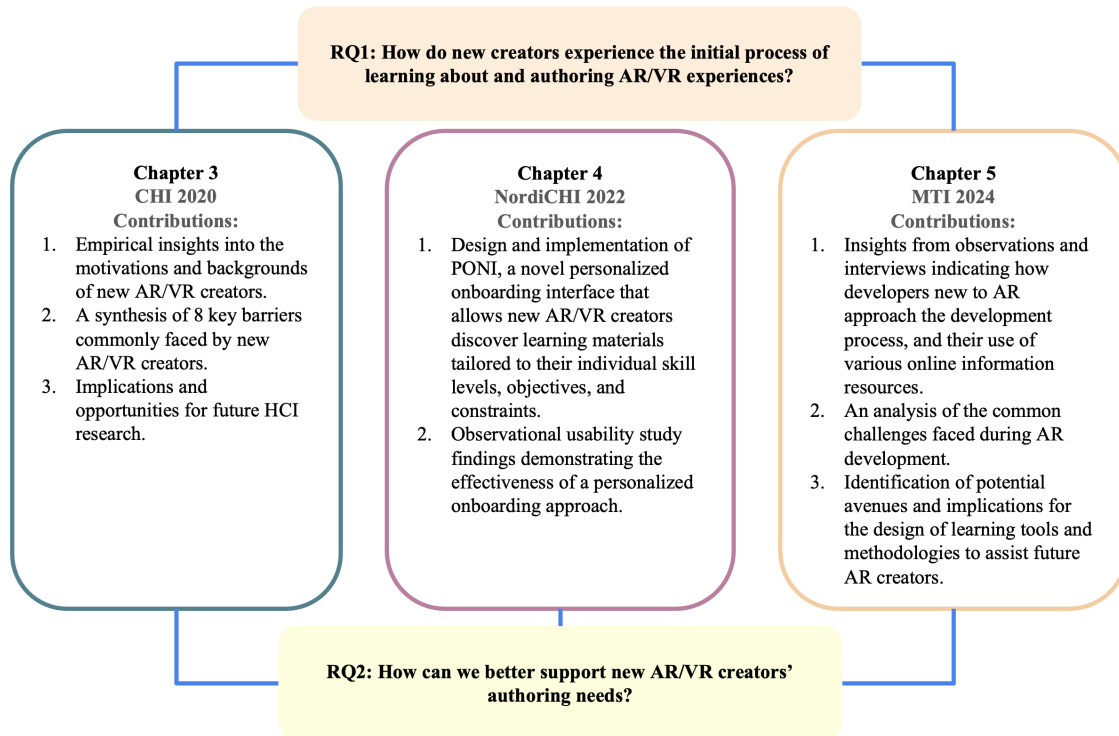 RQ1: How do new creators experience the initial process of
learning about and authoring AR/VR experiences?
Chapter 3
CHI 2020
Contributions:
1. Empirical insights into the
motivations and backgrounds
of new AR/VR creators.
2. A synthesis of 8 key barriers
commonly faced by new
AR/VR creators.
3. Implications and
opportunities for future HCI
research.
Chapter 4
NordiCHI 2022
Contributions:
1. Design and implementation of
PONI, a novel personalized
onboarding interface that
allows new AR/VR creators
discover learning materials
tailored to their individual skill
levels, objectives, and
constraints.
2. Observational usability study
findings demonstrating the
effectiveness of a personalized
onboarding approach.
Chapter 5
MTI 2024
Contributions:
1. Insights from observations and
interviews indicating how
developers new to AR
approach the development
process, and their use of
various online information
resources.
2. An analysis of the common
challenges faced during AR
development.
3. Identification of potential
avenues and implications for
the design of learning tools and
methodologies to assist future
AR creators.
RQ2: How can we better support new AR/VR creators’
authoring needs?